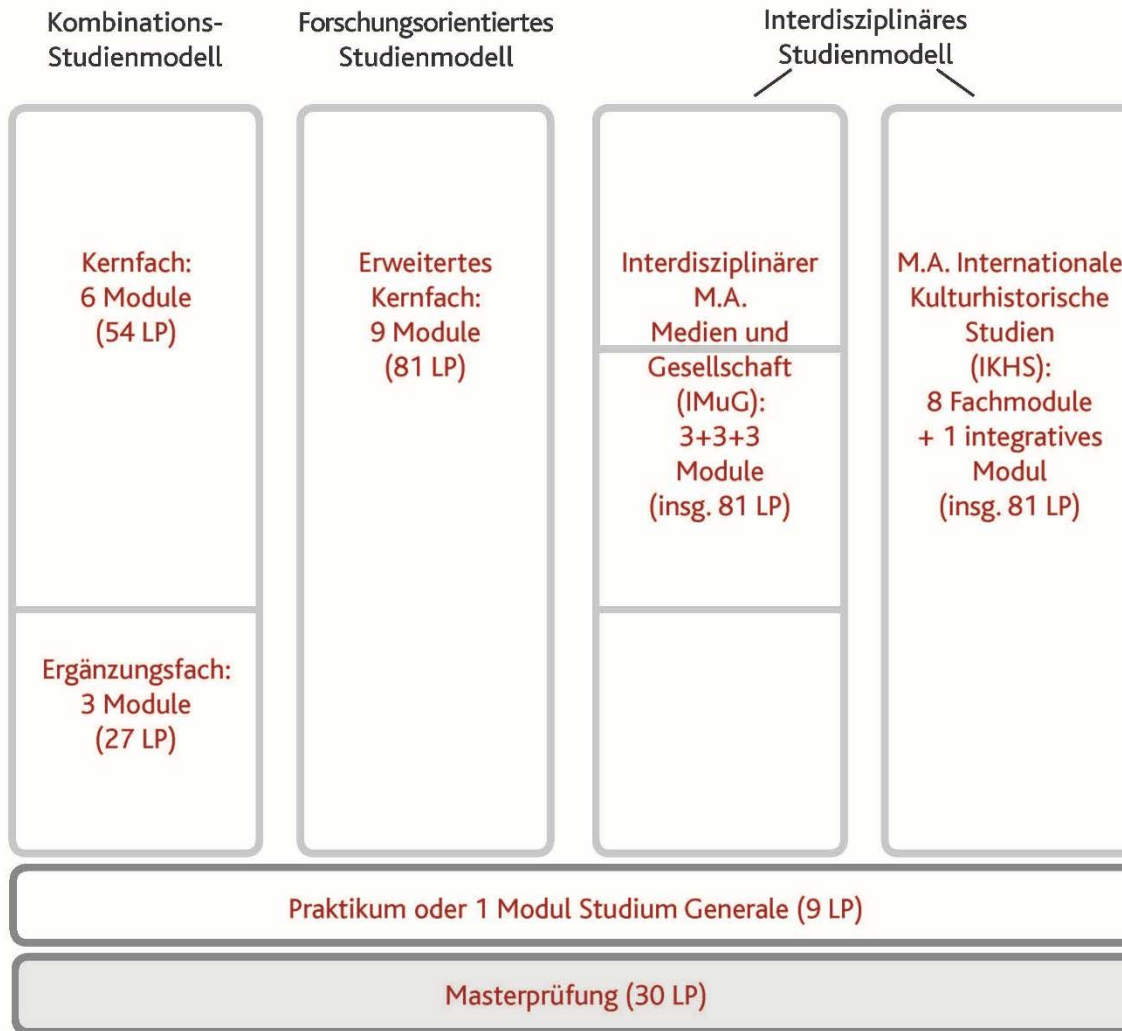 Kombinations-
Studienmodell
Forschungsorientiertes
Studienmodell
Interdisziplinäres
Studienmodell
Kernfach:
6 Module
(54 LP)
Ergänzungsfach:
3 Module
(27 LP)
Erweitertes
Kernfach:
9 Module
(81 LP)
Interdisziplinärer
M.A.
Medien und
Gesellschaft
(IMuG):
3+3+3
Module
(insg. 81 LP)
M.A. Internationale
Kulturhistorische
Studien
(IKHS):
8 Fachmodule
+ 1 integratives
Modul
(insg. 81 LP)
Praktikum oder 1 Modul Studium Generale (9 LP)
Masterprüfung (30 LP)